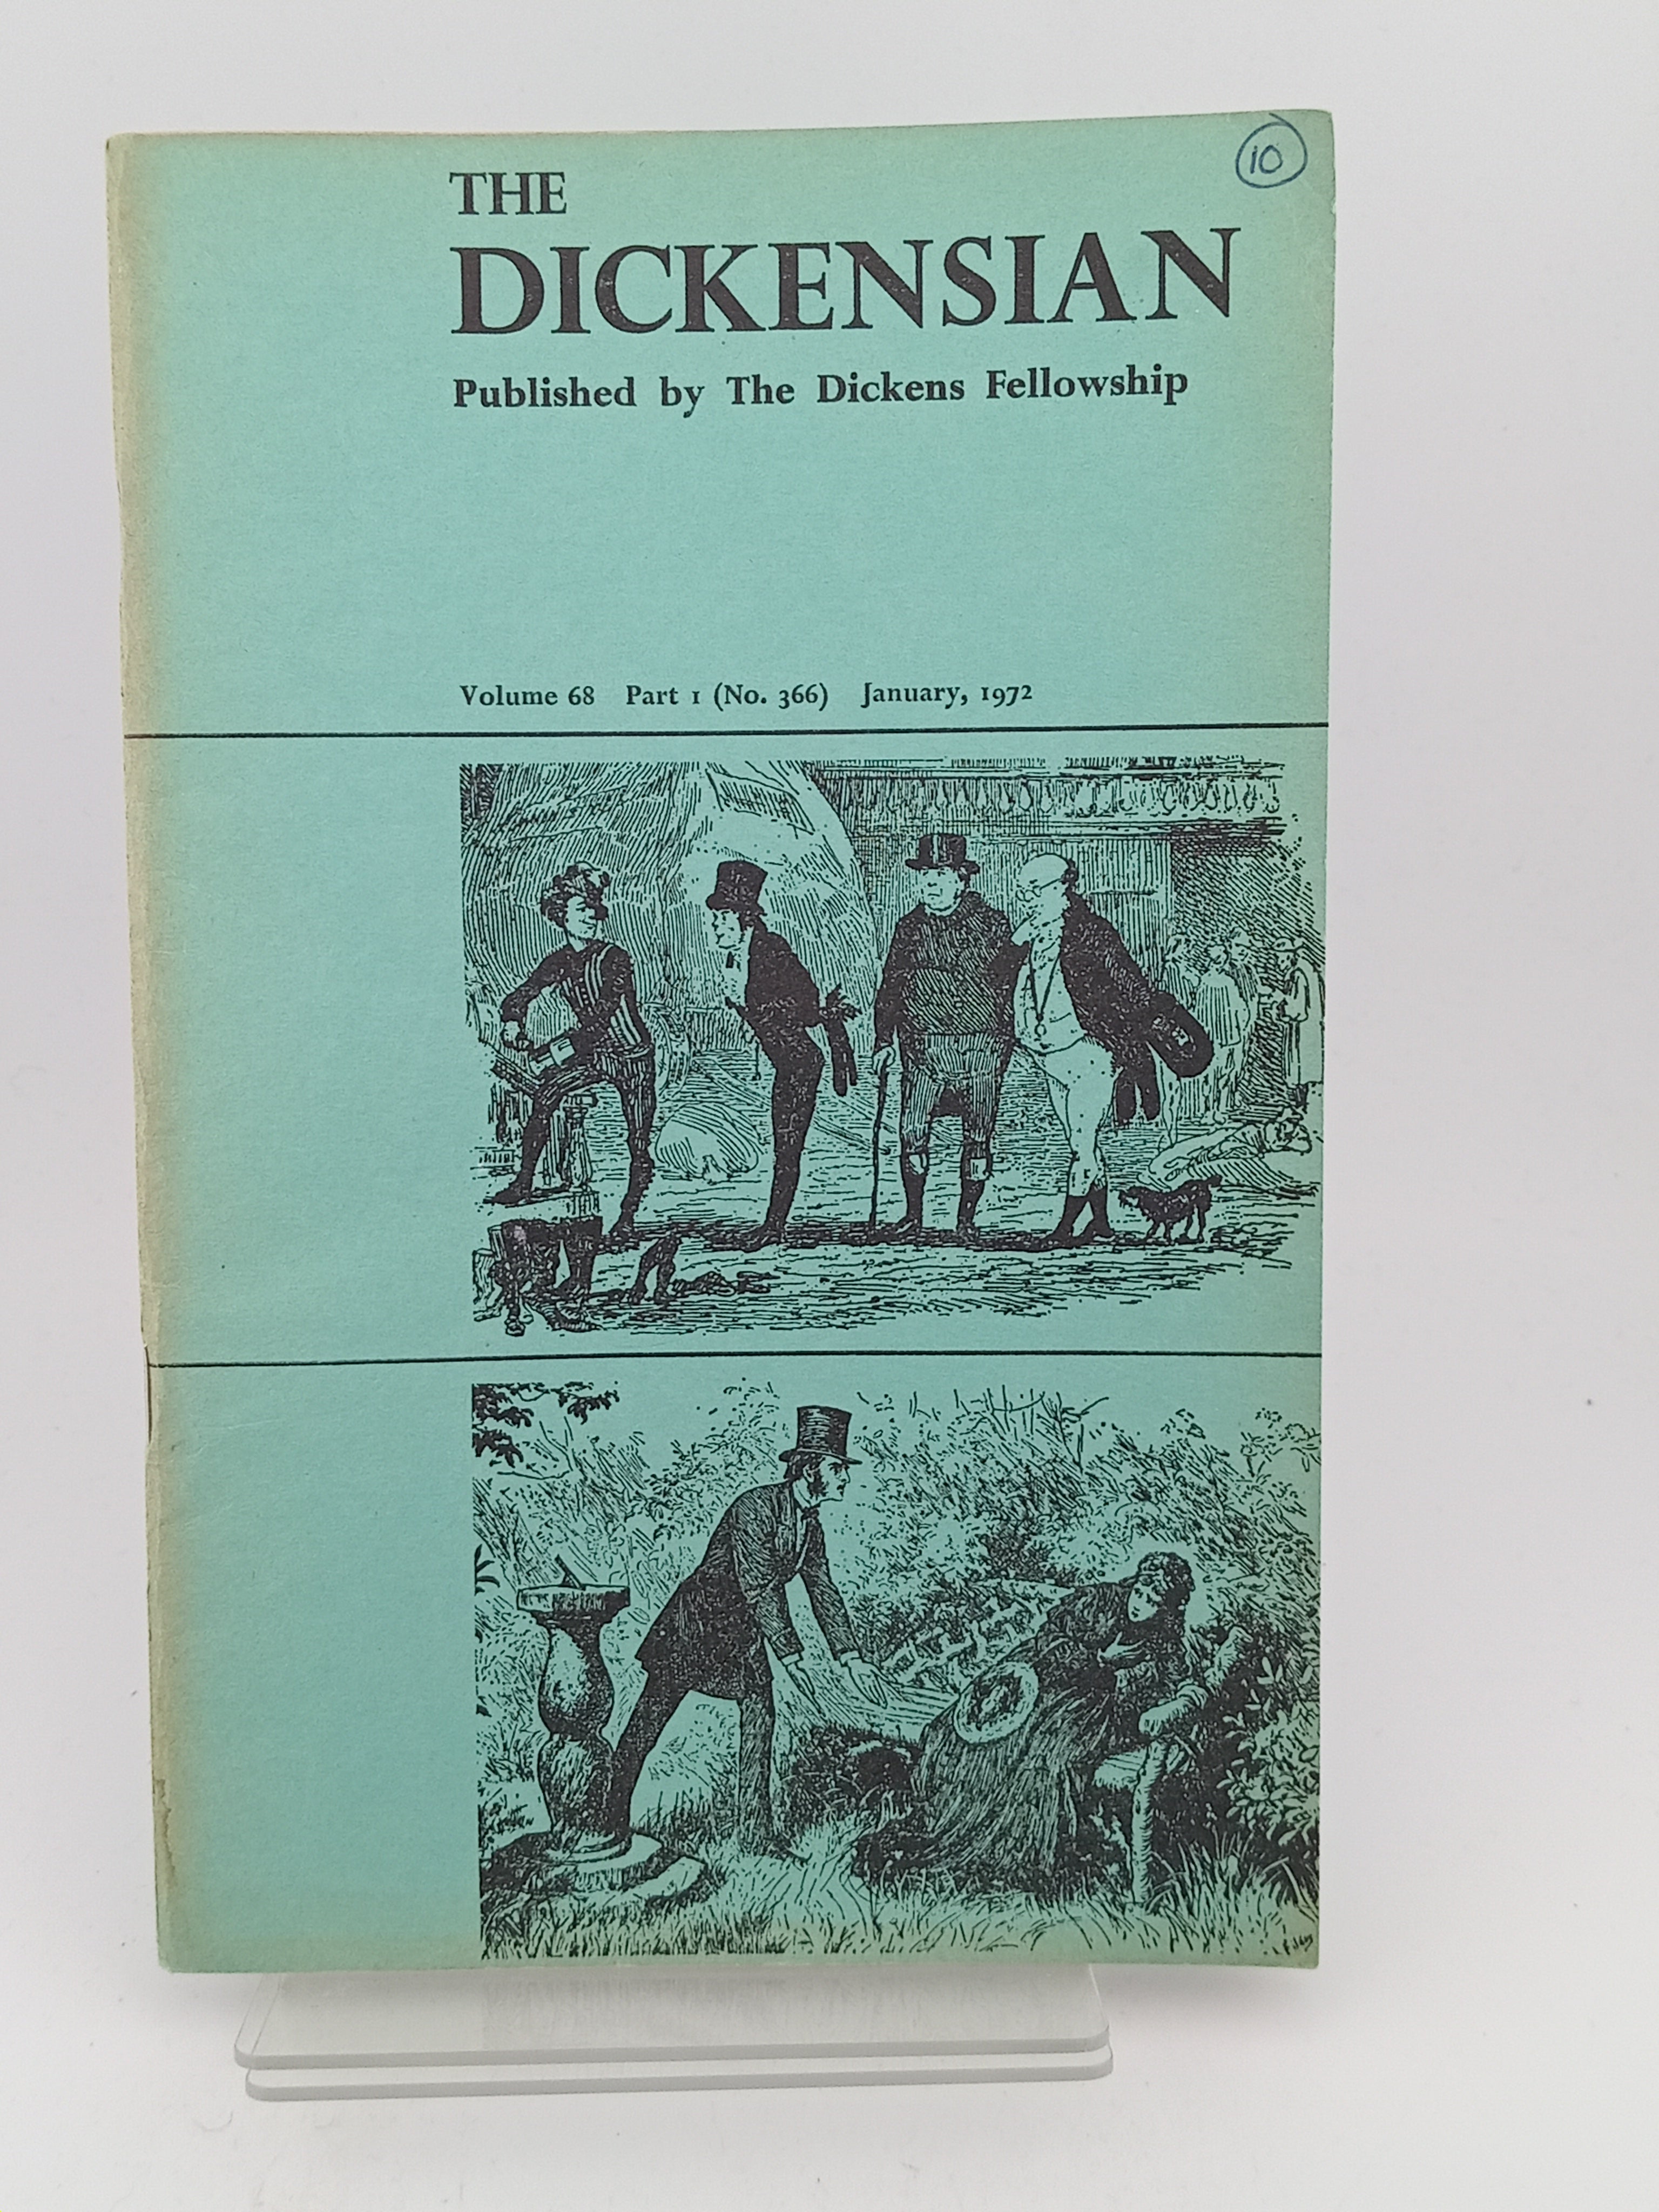 10
THE
DICKENSIAN
Published by The Dickens Fellowship
Volume 68 Part 1 (No. 366) January, 1972